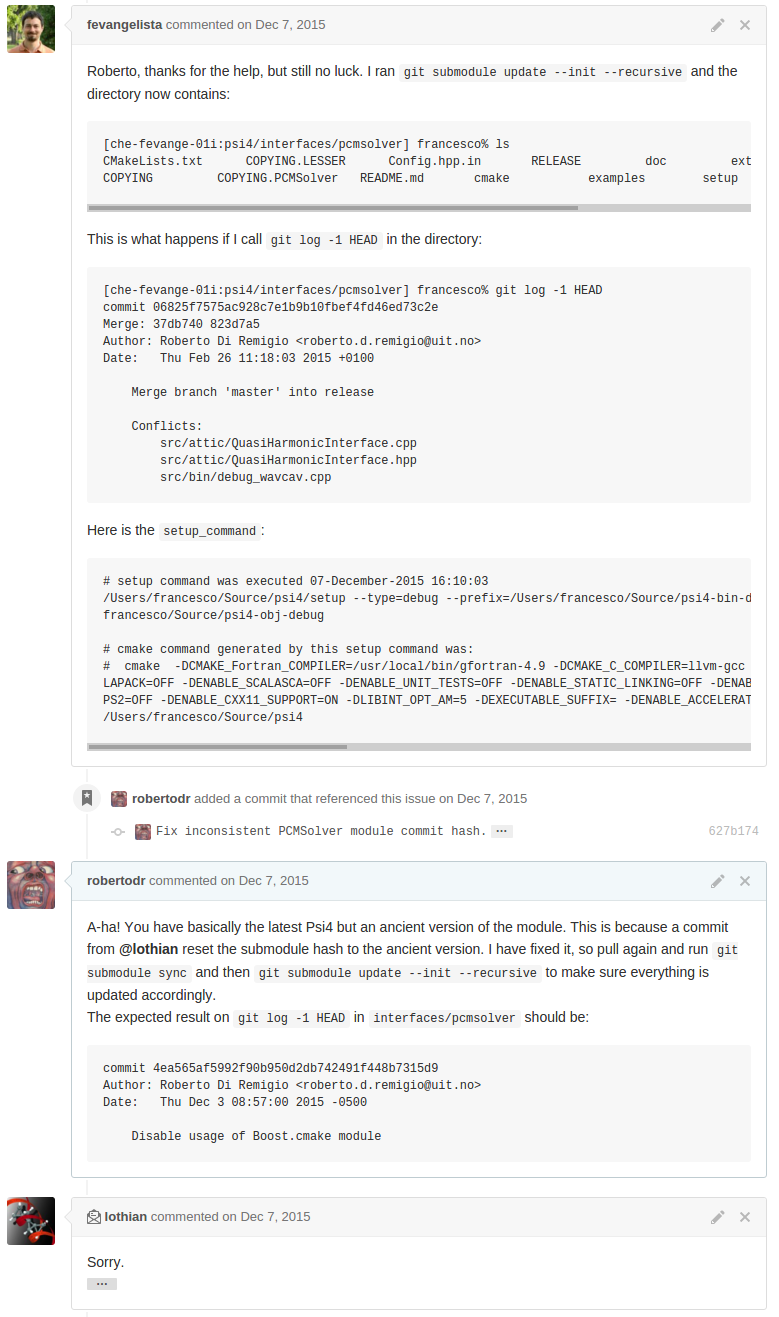 fevangelista commented on Dec 7, 2015
Roberto, thanks for the help, but still no luck. I ran git submodule update --init --recursive and the
directory now contains:
[che-fevange-01i:psi4/interfaces/pcmsolver] francesco% ls
CMakeLists.txt      COPYING.LESSER      Config.hpp.in       RELEASE         doc         ext
COPYING         COPYING.PCMSolver   README.md       cmake           examples        setup
This is what happens if I call git log -1 HEAD in the directory:
[che-fevange-01i:psi4/interfaces/pcmsolver] francesco% git log -1 HEAD
commit 06825f7575ac928c7e1b9b10fbef4fd46ed73c2e
Merge: 37db740 823d7a5
Author: Roberto Di Remigio <roberto.d.remigio@uit.no>
Date:   Thu Feb 26 11:18:03 2015 +0100
Merge branch 'master' into release
Conflicts:
src/attic/QuasiHarmonicInterface.cpp
src/attic/QuasiHarmonicInterface.hpp
src/bin/debug_wavcav.cpp
Here is the setup_command :
# setup command was executed 07-December-2015 16:10:03
/Users/francesco/Source/psi4/setup --type=debug --prefix=/Users/francesco/Source/psi4-bin-d
francesco/Source/psi4-obj-debug
# cmake command generated by this setup command was:
#  cmake  -DCMAKE_Fortran_COMPILER=/usr/local/bin/gfortran-4.9 -DCMAKE_C_COMPILER=llvm-gcc
LAPACK=OFF -DENABLE_SCALASCA=OFF -DENABLE_UNIT_TESTS=OFF -DENABLE_STATIC_LINKING=OFF -DENAB
PS2=OFF -DENABLE_CXX11_SUPPORT=ON -DLIBINT_OPT_AM=5 -DEXECUTABLE_SUFFIX= -DENABLE_ACCELERAT
/Users/francesco/Source/psi4
robertodr added a commit that referenced this issue on Dec 7, 2015
Fix inconsistent PCMSolver module commit hash. … 627b174
robertodr commented on Dec 7, 2015
A-ha! You have basically the latest Psi4 but an ancient version of the module. This is because a commit
from @lothian reset the submodule hash to the ancient version. I have fixed it, so pull again and run git
submodule sync and then git submodule update --init --recursive to make sure everything is
updated accordingly.
The expected result on git log -1 HEAD in interfaces/pcmsolver should be:
commit 4ea565af5992f90b950d2db742491f448b7315d9
Author: Roberto Di Remigio <roberto.d.remigio@uit.no>
Date:   Thu Dec 3 08:57:00 2015 -0500
Disable usage of Boost.cmake module
lothian commented on Dec 7, 2015
Sorry.
…